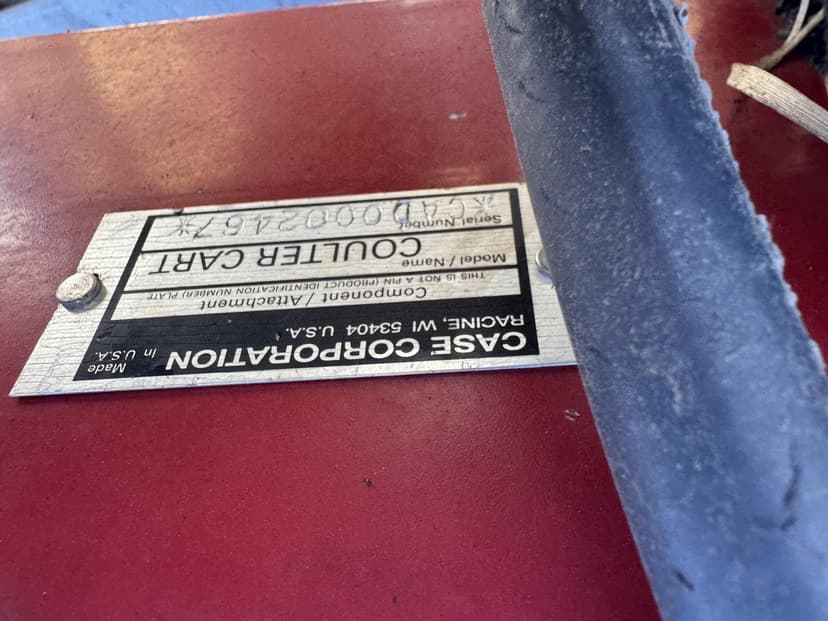 CASE CORPORATION
RACINE, WI 53404 U.S.A.
Made
In U.S.A.
Component / Attachment
THIS IS NOT A PIN (PRODUCT IDENTIFICATION NUMBER) PLATE
Model / Name
COULTER CART
Serial Number
*CAD0002467*